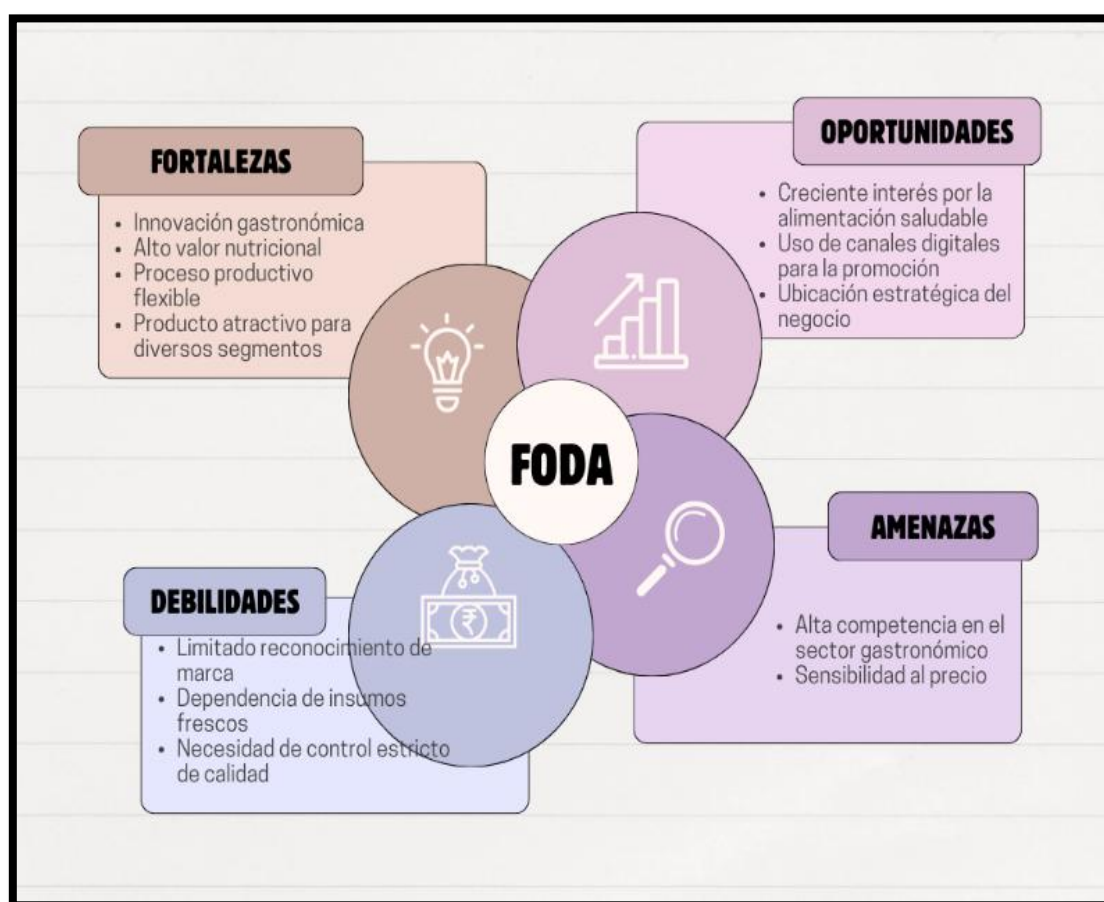 FORTALEZAS
• Innovación gastronómica
• Alto valor nutricional
• Proceso productivo
flexible
• Producto atractivo para
diversos segmentos
OPORTUNIDADES
• Creciente interés por la
alimentación saludable
• Uso de canales digitales
para la promoción
• Ubicación estratégica del
negocio
FODA
DEBILIDADES
• Limitado reconocimiento de
marca
• Dependencia de insumos
frescos
• Necesidad de control estricto
de calidad
₹
AMENAZAS
• Alta competencia en el
sector gastronómico
• Sensibilidad al precio